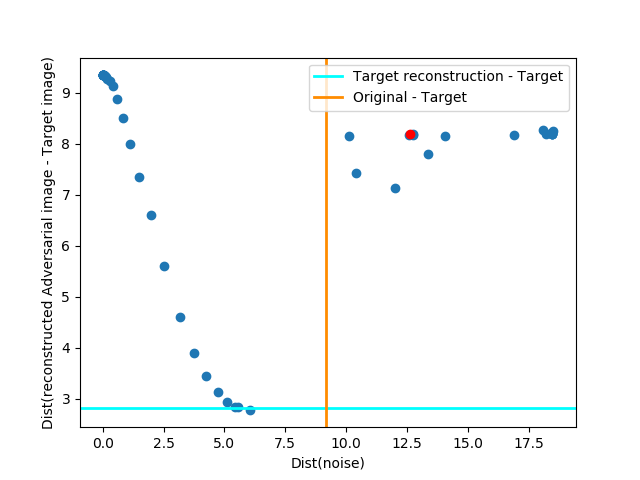 Target reconstruction - Target
Original - Target
Dist(reconstructed Adversarial image - Target image)
9
8
7
6
5
4
3
0.0 2.5 5.0 7.5 10.0 12.5 15.0 17.5
Dist(noise)